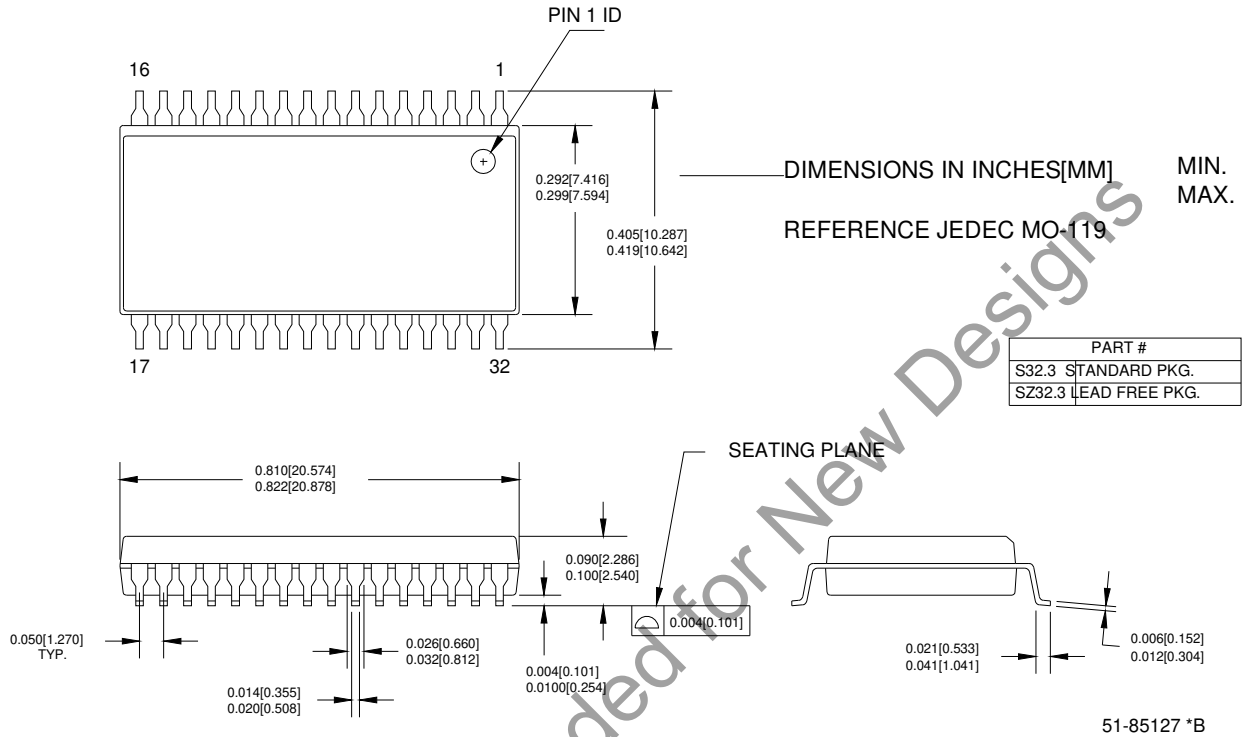 PIN 1 ID
16
1
0.292[7.416]
0.299[7.594]
0.405[10.287]
0.419[10.642]
DIMENSIONS IN INCHES[MM]
MIN.
MAX.
REFERENCE JEDEC MO-119
17
32
PART #
S32.3 STANDARD PKG.
SZ32.3 LEAD FREE PKG.
SEATING PLANE
0.810[20.574]
0.822[20.878]
0.090[2.286]
0.100[2.540]
0.004[0.101]
0.050[1.270]
TYP.
0.026[0.660]
0.032[0.812]
0.014[0.355]
0.020[0.508]
0.004[0.101]
0.0100[0.254]
0.021[0.533]
0.041[1.041]
0.006[0.152]
0.012[0.304]
51-85127 *B
for New Designs